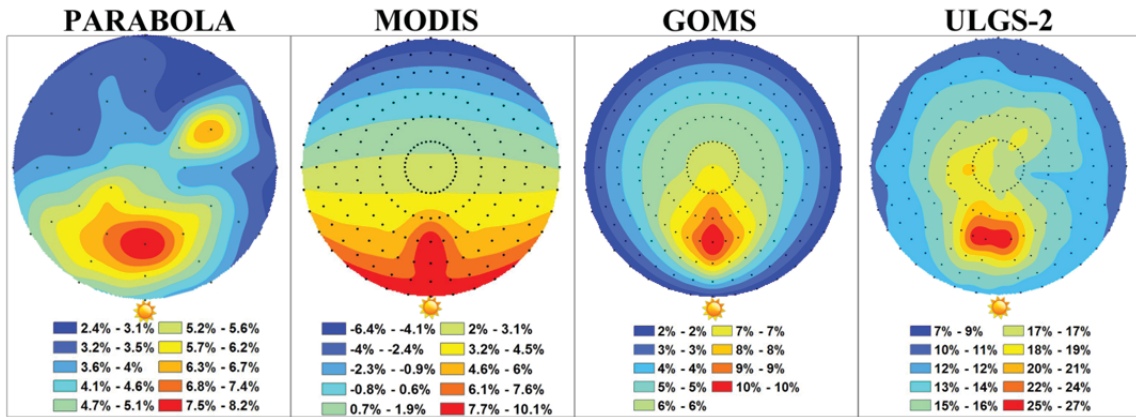 PARABOLA MODIS GOMS ULGS-2
2.4% - 3.1% 5.2% - 5.6%
3.2% - 3.5% 5.7% - 6.2%
3.6% - 4% 6.3% - 6.7%
4.1% - 4.6% 6.8% - 7.4%
4.7% - 5.1% 7.5% - 8.2%
-6.4% - -4.1% 2% - 3.1%
-4% - -2.4% 3.2% - 4.5%
-2.3% - -0.9% 4.6% - 6%
-0.8% - 0.6% 6.1% - 7.6%
0.7% - 1.9% 7.7% - 10.1%
2% - 2% 7% - 7%
3% - 3% 8% - 8%
4% - 4% 9% - 9%
5% - 5% 10% - 10%
6% - 6%
7% - 9% 17% - 17%
10% - 11% 18% - 19%
12% - 12% 20% - 21%
13% - 14% 22% - 24%
15% - 16% 25% - 27%